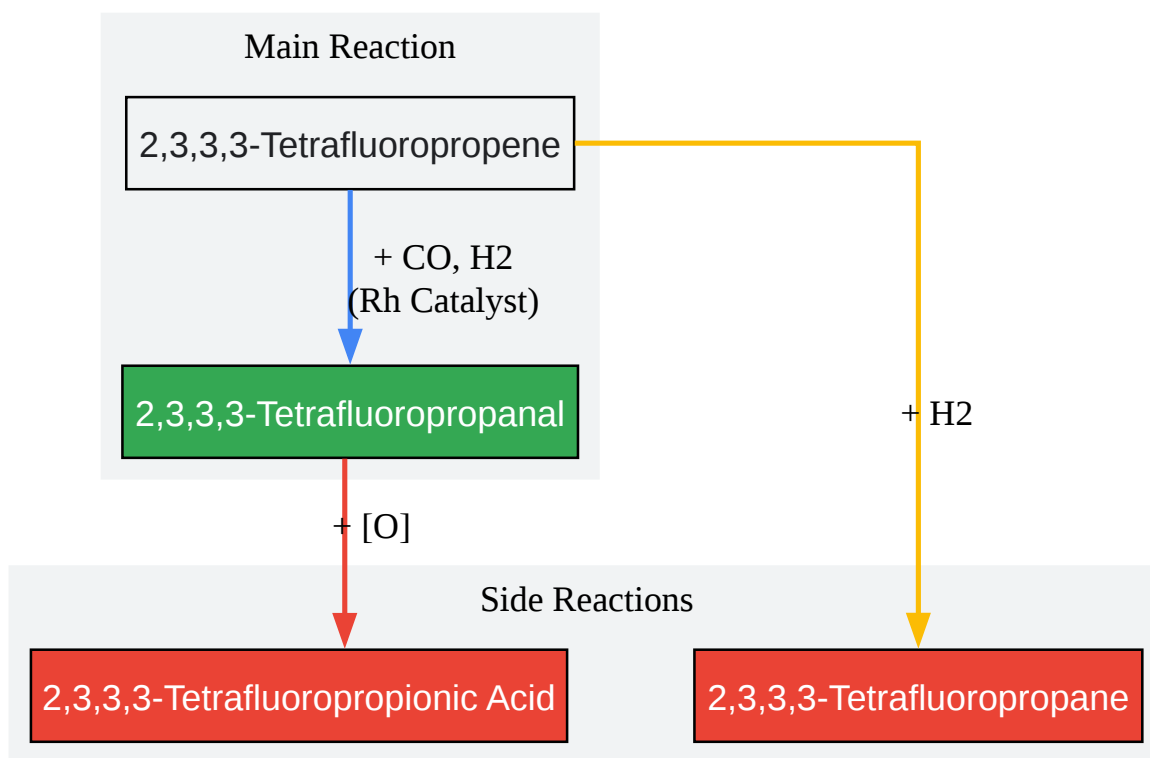 Main Reaction
2,3,3,3-Tetrafluoropropene
+ CO, H2
(Rh Catalyst)
2,3,3,3-Tetrafluoropropanal
+ H2
+ [O]
Side Reactions
2,3,3,3-Tetrafluoropropionic Acid
2,3,3,3-Tetrafluoropropane